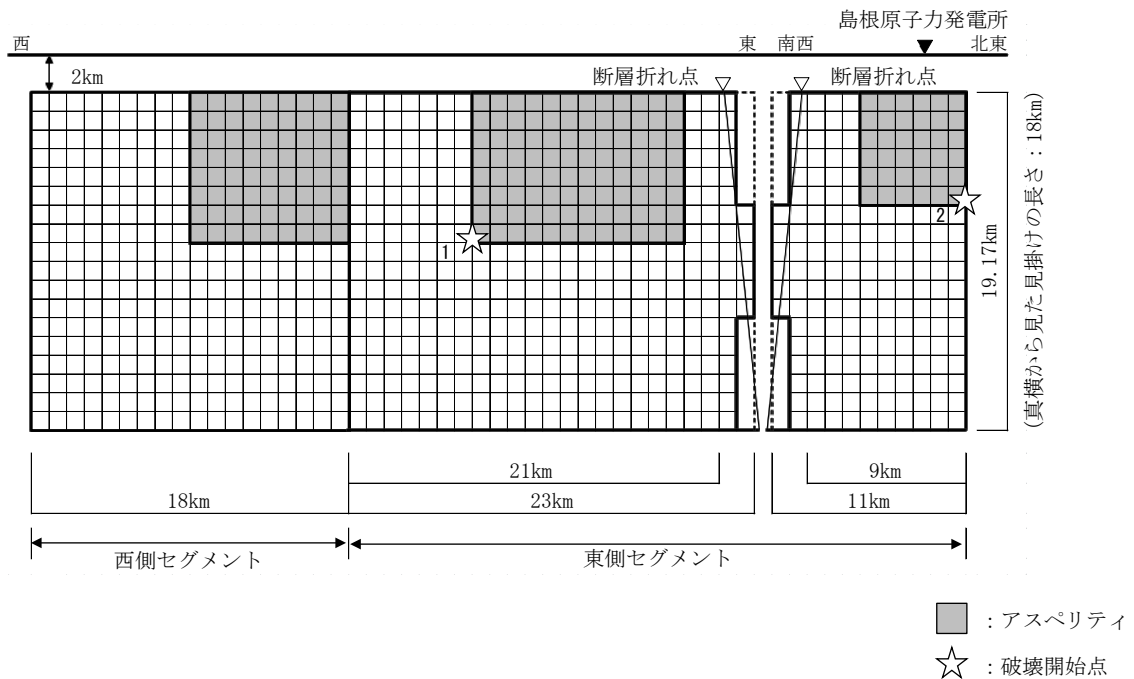 島根原子力発電所
西
東
南西
北東
2km
断層折れ点
断層折れ点
1
2
19.17km
(真横から見た見掛けの長さ：18km)
21km
9km
18km
23km
11km
西側セグメント
東側セグメント
：アスペリティ
：破壊開始点